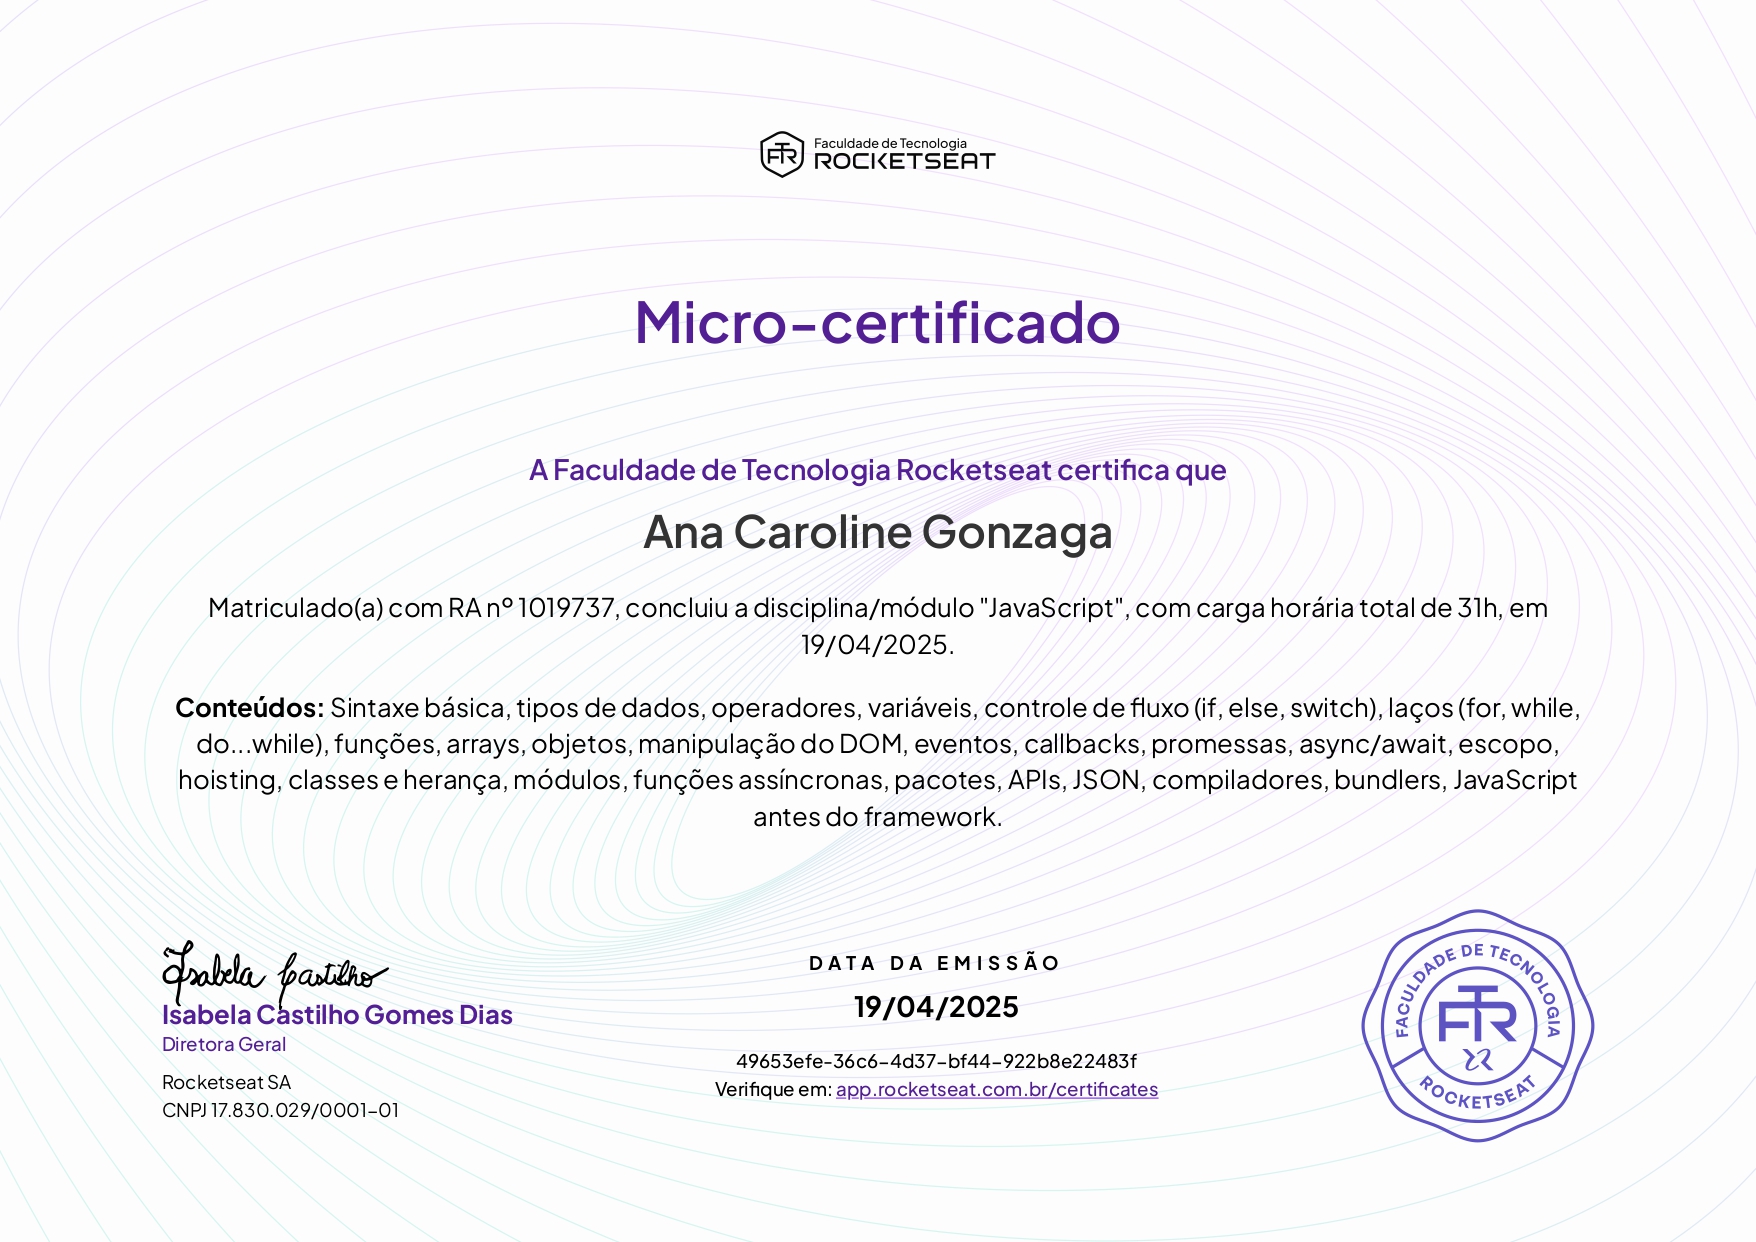 Faculdade de Tecnologia
ROCKETSEAT
Micro-certificado
A Faculdade de Tecnologia Rocketseat certifica que
Ana Caroline Gonzaga
Matriculado(a) com RA nº 1019737, concluiu a disciplina/módulo "JavaScript", com carga horária total de 31h, em
19/04/2025.
Conteúdos: Sintaxe básica, tipos de dados, operadores, variáveis, controle de fluxo (if, else, switch), laços (for, while,
do...while), funções, arrays, objetos, manipulação do DOM, eventos, callbacks, promessas, async/await, escopo,
hoisting, classes e herança, módulos, funções assíncronas, pacotes, APIs, JSON, compiladores, bundlers, JavaScript
antes do framework.
Isabela Castilho
Isabela Castilho Gomes Dias
Diretora Geral
Rocketseat SA
CNPJ 17.830.029/0001-01
DATA DA EMISSÃO
19/04/2025
49653efe-36c6-4d37-bf44-922b8e22483f
Verifique em: app.rocketseat.com.br/certificates
FACULDADE DE TECNOLOGIA
FTR
ROCKETSEAT